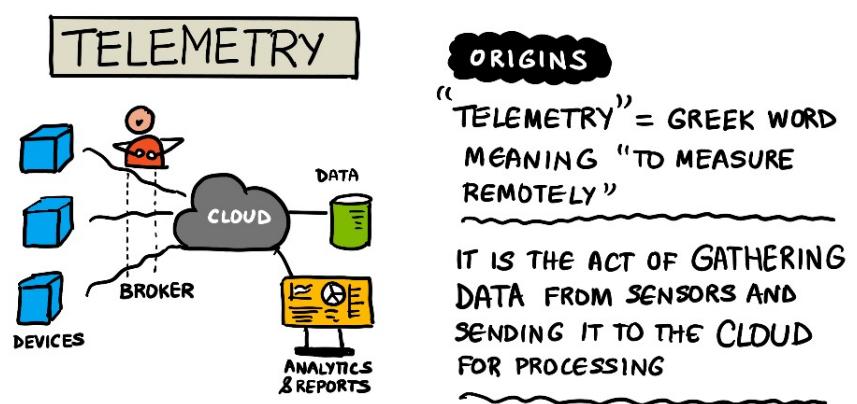 TELEMETRY
CLOUD
DATA
BROKER
DEVICES
ANALYTICS
& REPORTS
ORIGINS
"TELEMETRY" = GREEK WORD
MEANING "TO MEASURE
REMOTELY"
IT IS THE ACT OF GATHERING
DATA FROM SENSORS AND
SENDING IT TO THE CLOUD
FOR PROCESSING